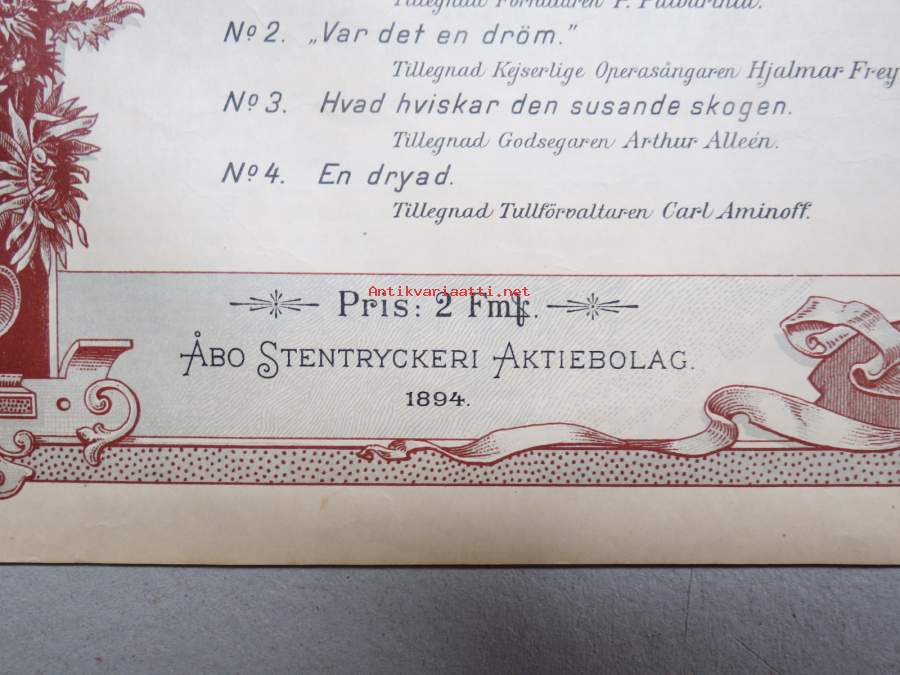 Tillegnad Författaren P.
No 2. „Var det en dröm.”
Tillegnad Kejserlige Operasångaren Hjalmar Frey
No 3. Hvad hviskar den susande skogen.
Tillegnad Godsegaren Arthur Alleén.
No 4. En dryad.
Tillegnad Tullförvaltaren Carl Aminoff.
Antikvariaatti.net
Pris: 2 Fmk.
ÅBO STENTRYCKERI AKTIEBOLAG.
1894.